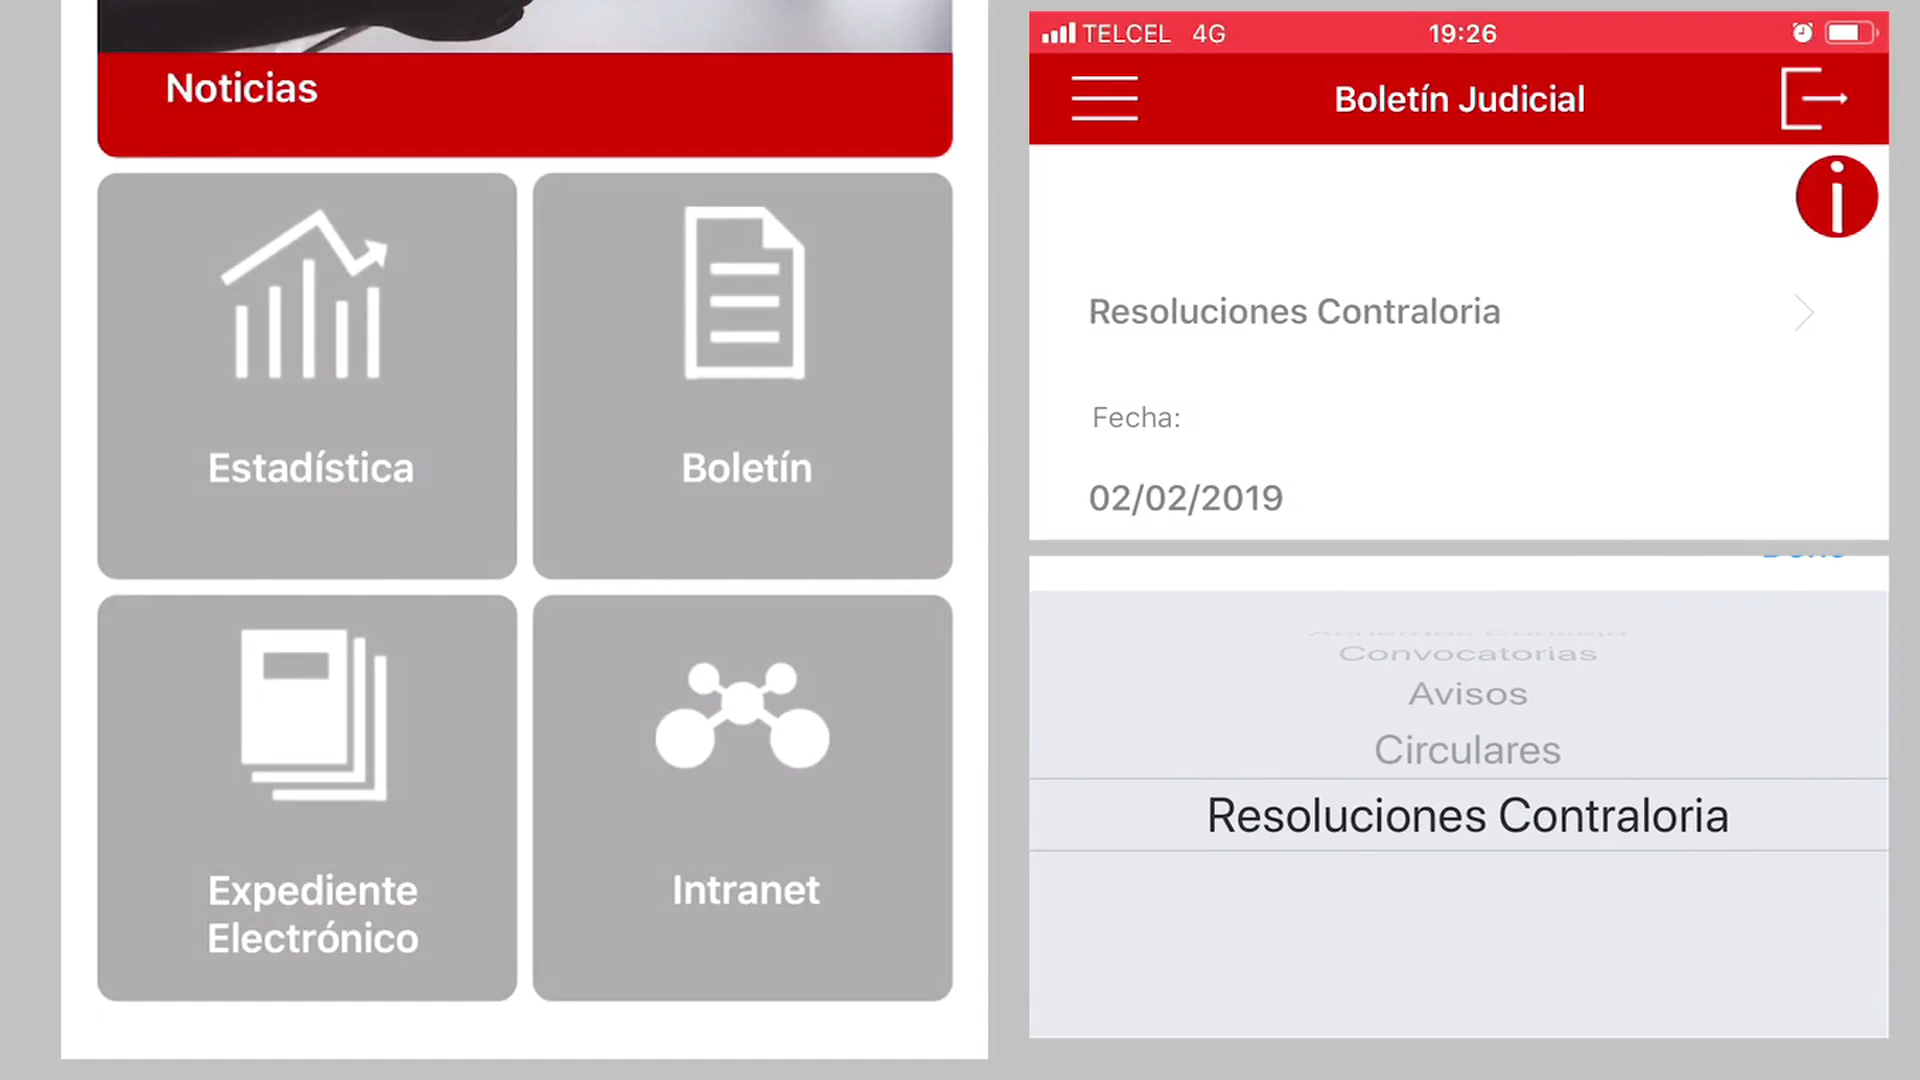 Noticias
Estadística
Boletín
Expediente
Electrónico
Intranet
TELCEL 4G 19:26
Boletín Judicial
Resoluciones Contraloria
Fecha:
02/02/2019
Convocatorias
Avisos
Circulares
Resoluciones Contraloria